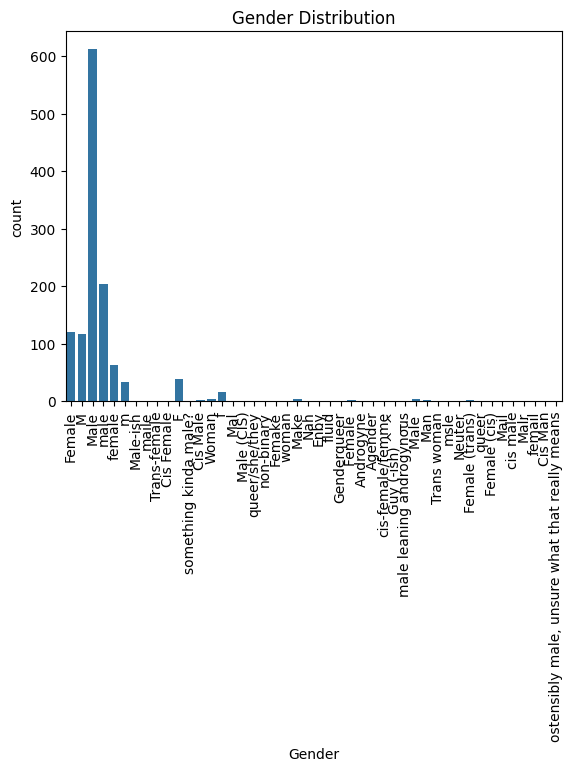 Gender Distribution
count
600
500
400
300
200
100
0
Female
M
Male
male
female
m
Male-ish
maile
Trans-female
Cis Female
F
something kinda male?
Cis Male
Woman
f
Mal
Male (CIS)
queer/she/they
non-binary
Femake
woman
Make
Nah
Enby
fluid
Genderqueer
Female
Androgyne
Agender
cis-female/femme
Guy (-ish) ^_^
male leaning androgynous
Male
Man
Trans woman
msle
Neuter
Female (trans)
queer
Female (cis)
Mail
cis male
Malr
femail
Cis Man
ostensibly male, unsure what that really means
Gender